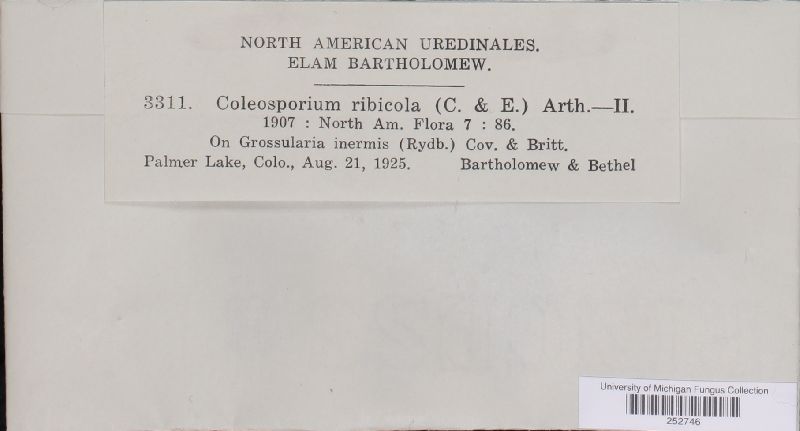 NORTH AMERICAN UREDINALES.
ELAM BARTHOLOMEW.
3311. Coleosporium ribicola (C. & E.) Arth.—II.
1907 : North Am. Flora 7 : 86.
On Grossularia inermis (Rydb.) Cov. & Britt.
Palmer Lake, Colo., Aug. 21, 1925. Bartholomew & Bethel
University of Michigan Fungus Collection
252746